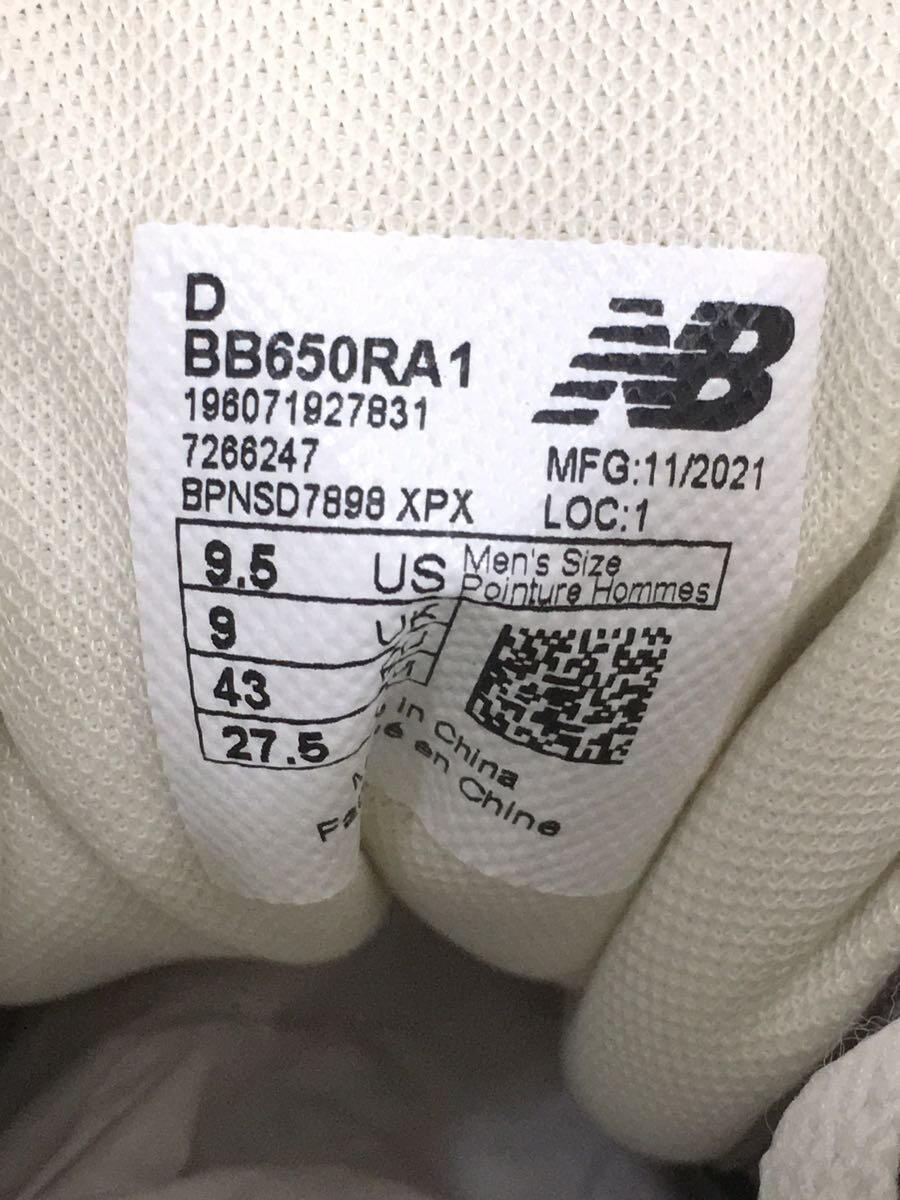 D
BB650RA1
196071927831
7266247
BPNSD7898 XPX
NB
MFG:11/2021
LOC:1
9.5 US Men's Size
Pointure Hommes
9 UK
43
27.5
in China
en Chine